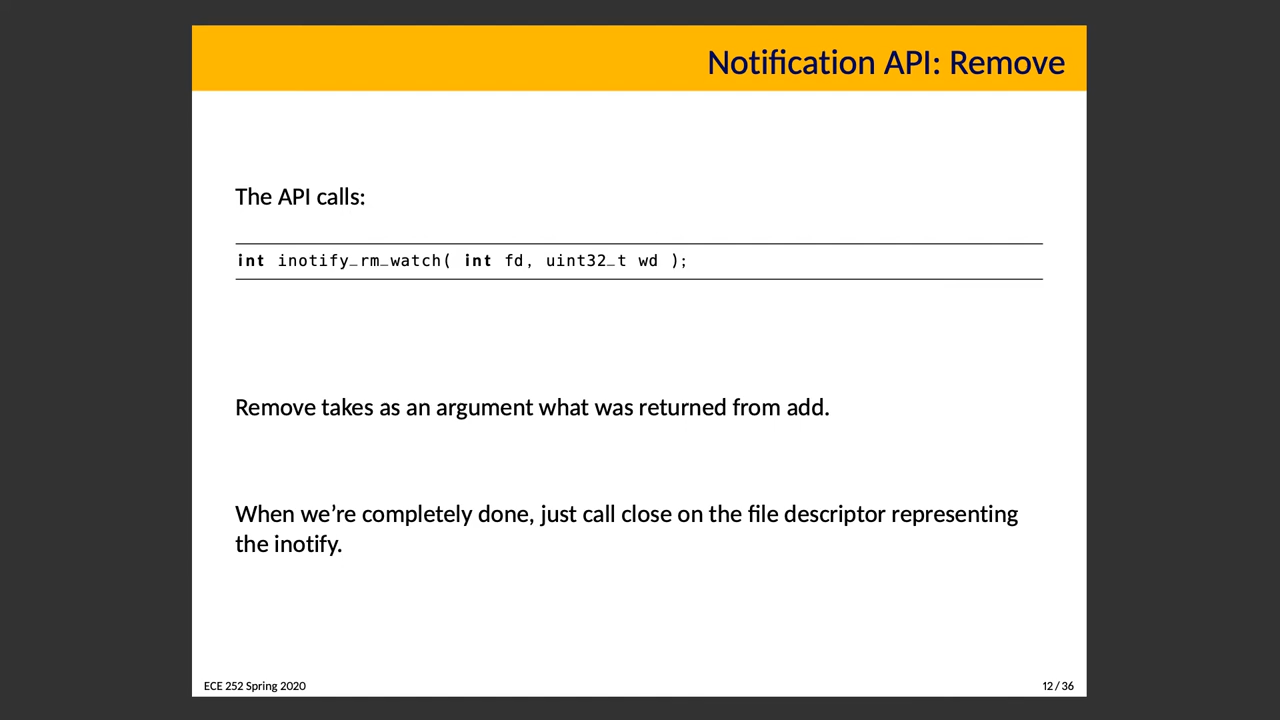 Notification API: Remove
The API calls:
int inotify_rm_watch( int fd, uint32_t wd );
Remove takes as an argument what was returned from add.
When we’re completely done, just call close on the file descriptor representing
the inotify.
ECE 252 Spring 2020
12 / 36